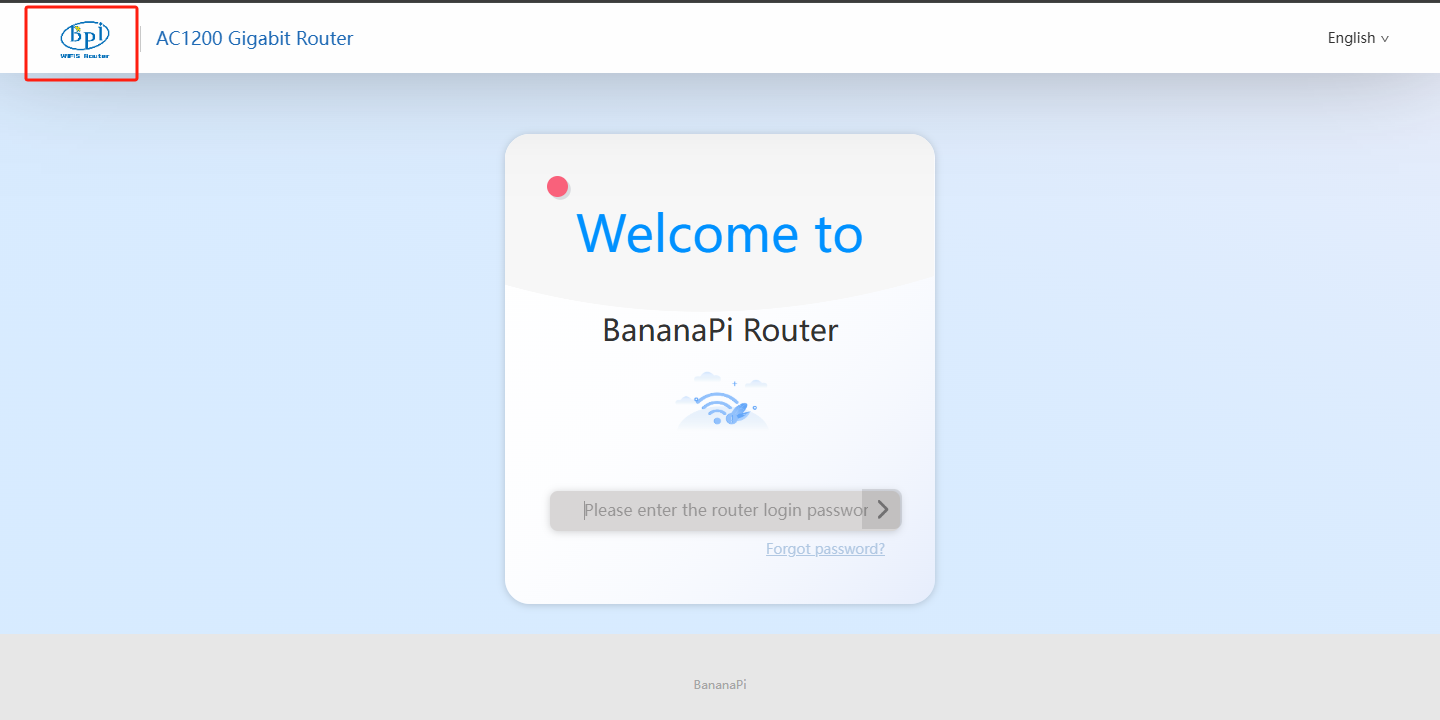 Bpi
WiFi5 Router
AC1200 Gigabit Router
English
Welcome to
BananaPi Router
Please enter the router login passwor
Forgot password?
BananaPi